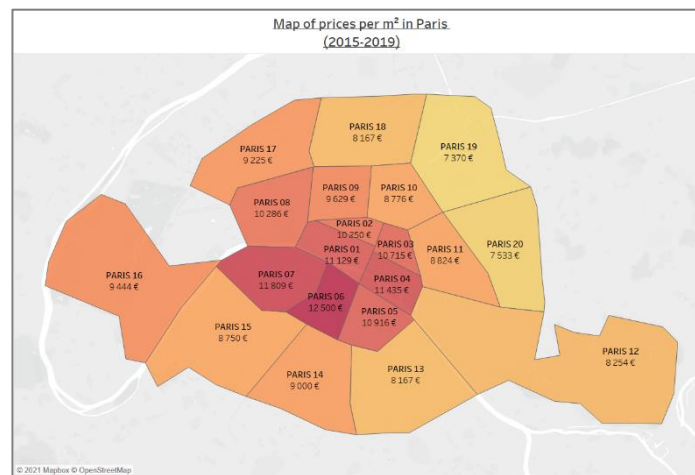 Map of prices per m² in Paris
(2015-2019)
PARIS 18
8 167 €
PARIS 19
7 370 €
PARIS 17
9 225 €
PARIS 09
9 629 €
PARIS 10
8 776 €
PARIS 08
10 286 €
PARIS 02
10 250 €
PARIS 03
10 715 €
PARIS 11
8 824 €
PARIS 20
7 533 €
PARIS 01
11 129 €
PARIS 16
9 444 €
PARIS 07
11 809 €
PARIS 04
11 435 €
PARIS 06
12 500 €
PARIS 05
10 916 €
PARIS 15
8 750 €
PARIS 12
8 254 €
PARIS 14
9 000 €
PARIS 13
8 167 €
© 2021 Mapbox © OpenStreetMap